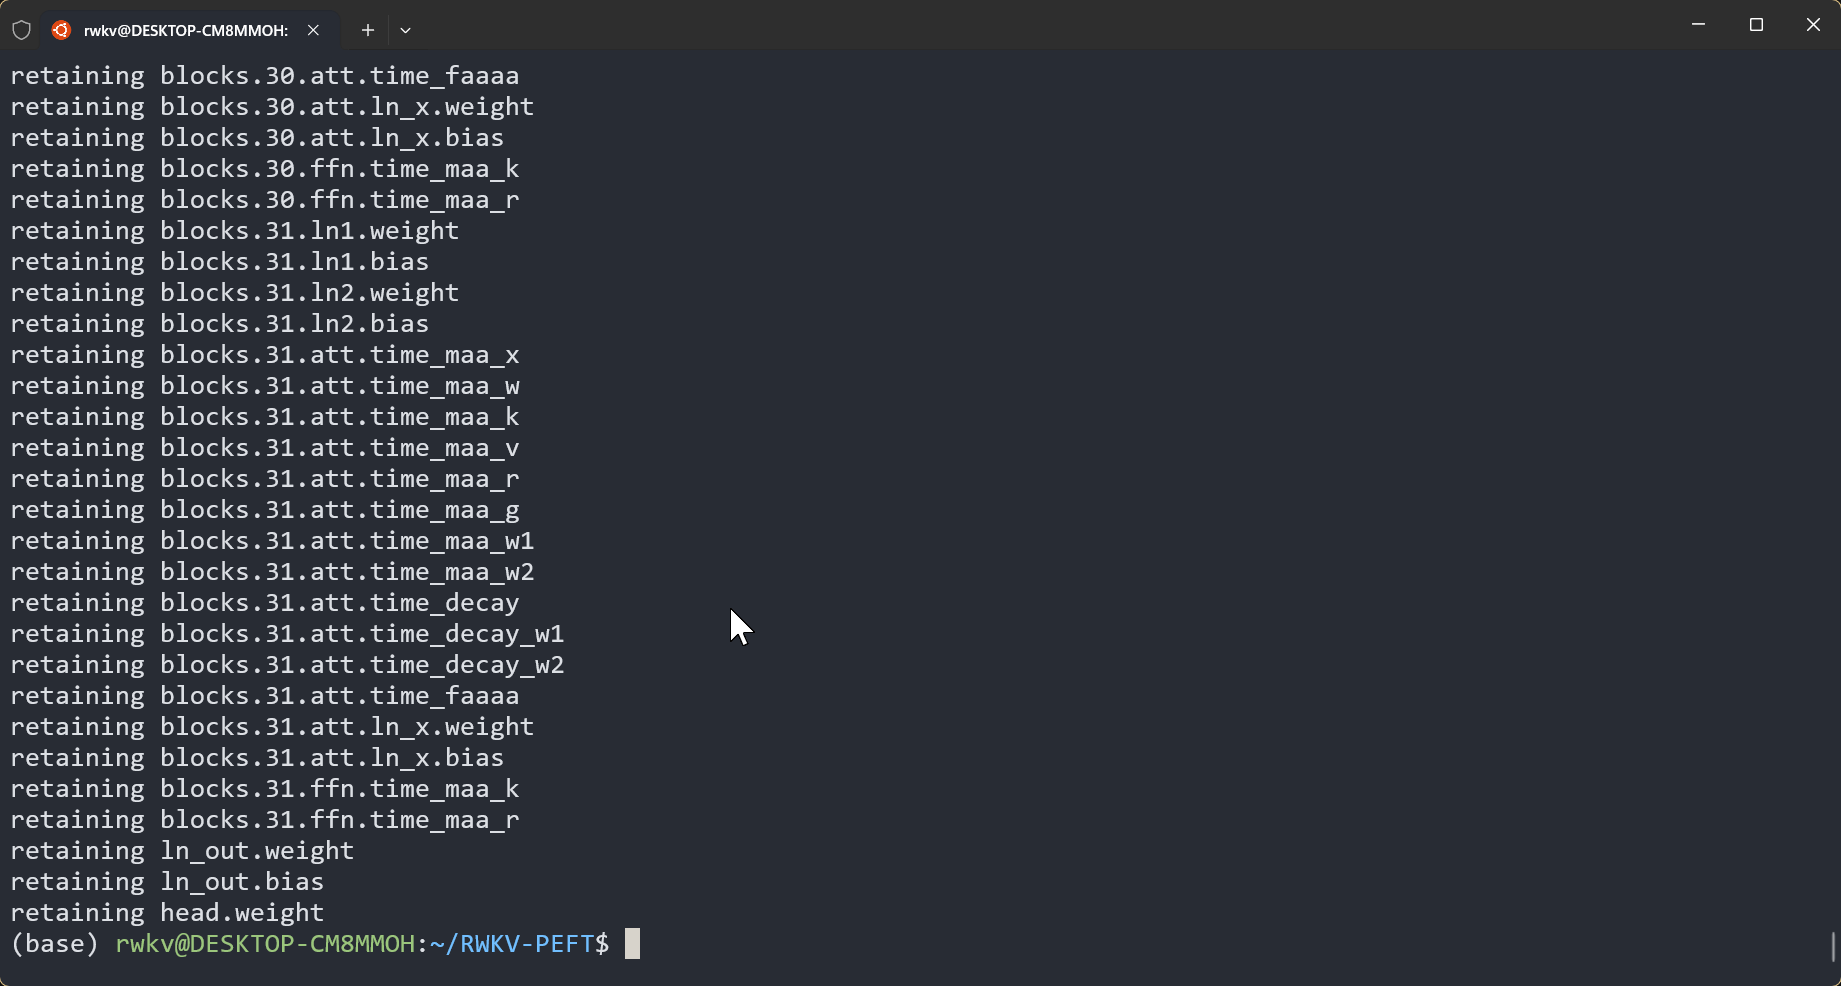 rwkv@DESKTOP-CM8MMOH:
retaining blocks.30.att.time_faaaa
retaining blocks.30.att.ln_x.weight
retaining blocks.30.att.ln_x.bias
retaining blocks.30.ffn.time_maa_k
retaining blocks.30.ffn.time_maa_r
retaining blocks.31.ln1.weight
retaining blocks.31.ln1.bias
retaining blocks.31.ln2.weight
retaining blocks.31.ln2.bias
retaining blocks.31.att.time_maa_x
retaining blocks.31.att.time_maa_w
retaining blocks.31.att.time_maa_k
retaining blocks.31.att.time_maa_v
retaining blocks.31.att.time_maa_r
retaining blocks.31.att.time_maa_g
retaining blocks.31.att.time_maa_w1
retaining blocks.31.att.time_maa_w2
retaining blocks.31.att.time_decay
retaining blocks.31.att.time_decay_w1
retaining blocks.31.att.time_decay_w2
retaining blocks.31.att.time_faaaa
retaining blocks.31.att.ln_x.weight
retaining blocks.31.att.ln_x.bias
retaining blocks.31.ffn.time_maa_k
retaining blocks.31.ffn.time_maa_r
retaining ln_out.weight
retaining ln_out.bias
retaining head.weight
(base) rwkv@DESKTOP-CM8MMOH:~/RWKV-PEFT$